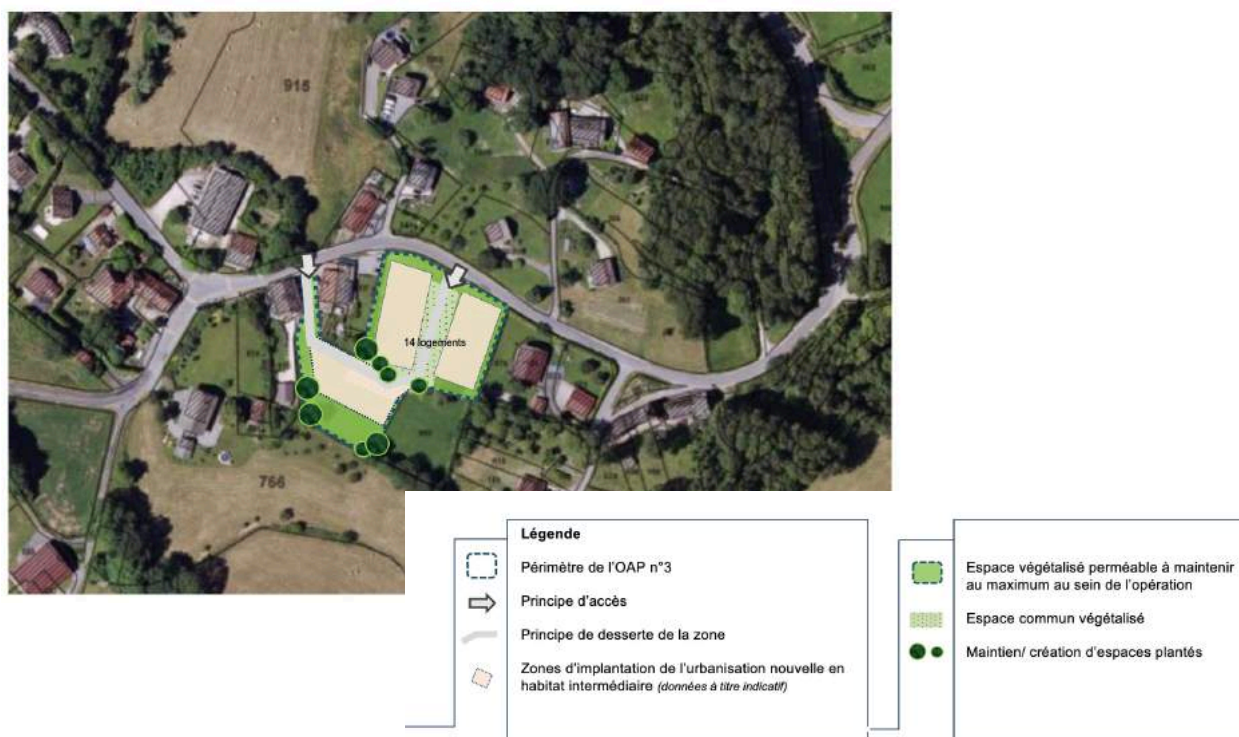 915
14 logements
766
Légende
Périmètre de l'OAP n°3
Principe d'accès
Principe de desserte de la zone
Zones d'implantation de l'urbanisation nouvelle en
habitat intermédiaire (données à titre indicatif)
Espace végétalisé perméable à maintenir
au maximum au sein de l'opération
Espace commun végétalisé
Maintien/ création d'espaces plantés